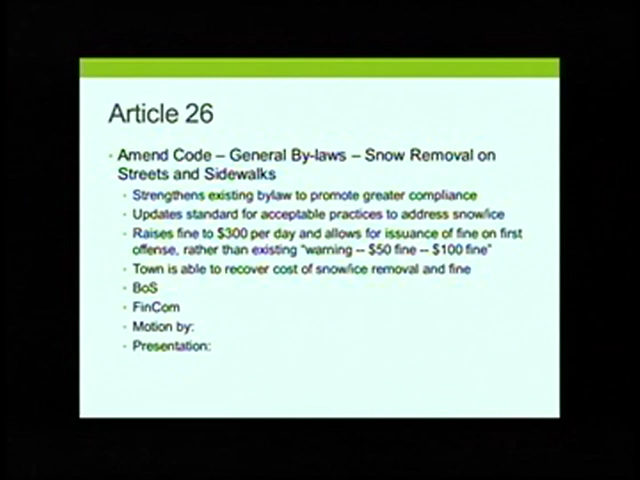 Article 26
Amend Code – General By-laws – Snow Removal on
Streets and Sidewalks
Strengthens existing bylaw to promote greater compliance
Updates standard for acceptable practices to address snow/ice
Raises fine to $300 per day and allows for issuance of fine on first
offense, rather than existing “warning -- $50 fine -- $100 fine”
Town is able to recover cost of snow/ice removal and fine
BoS
FinCom
Motion by:
Presentation: